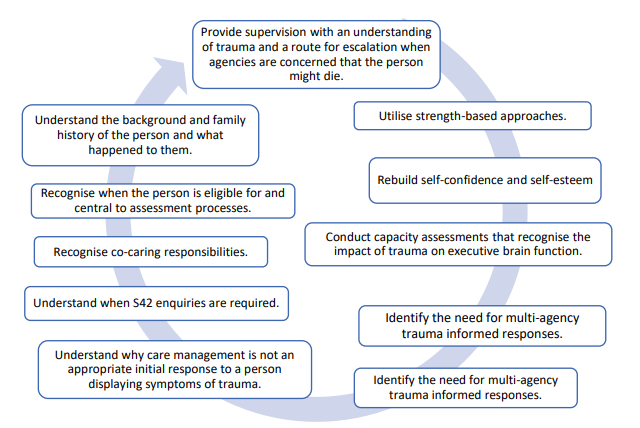 Provide supervision with an understanding
of trauma and a route for escalation when
agencies are concerned that the person
might die.
Utilise strength-based approaches.
Rebuild self-confidence and self-esteem
Conduct capacity assessments that recognise the
impact of trauma on executive brain function.
Identify the need for multi-agency
trauma informed responses.
Identify the need for multi-agency
trauma informed responses.
Understand why care management is not an
appropriate initial response to a person
displaying symptoms of trauma.
Understand when S42 enquiries are required.
Recognise co-caring responsibilities.
Recognise when the person is eligible for and
central to assessment processes.
Understand the background and family
history of the person and what
happened to them.